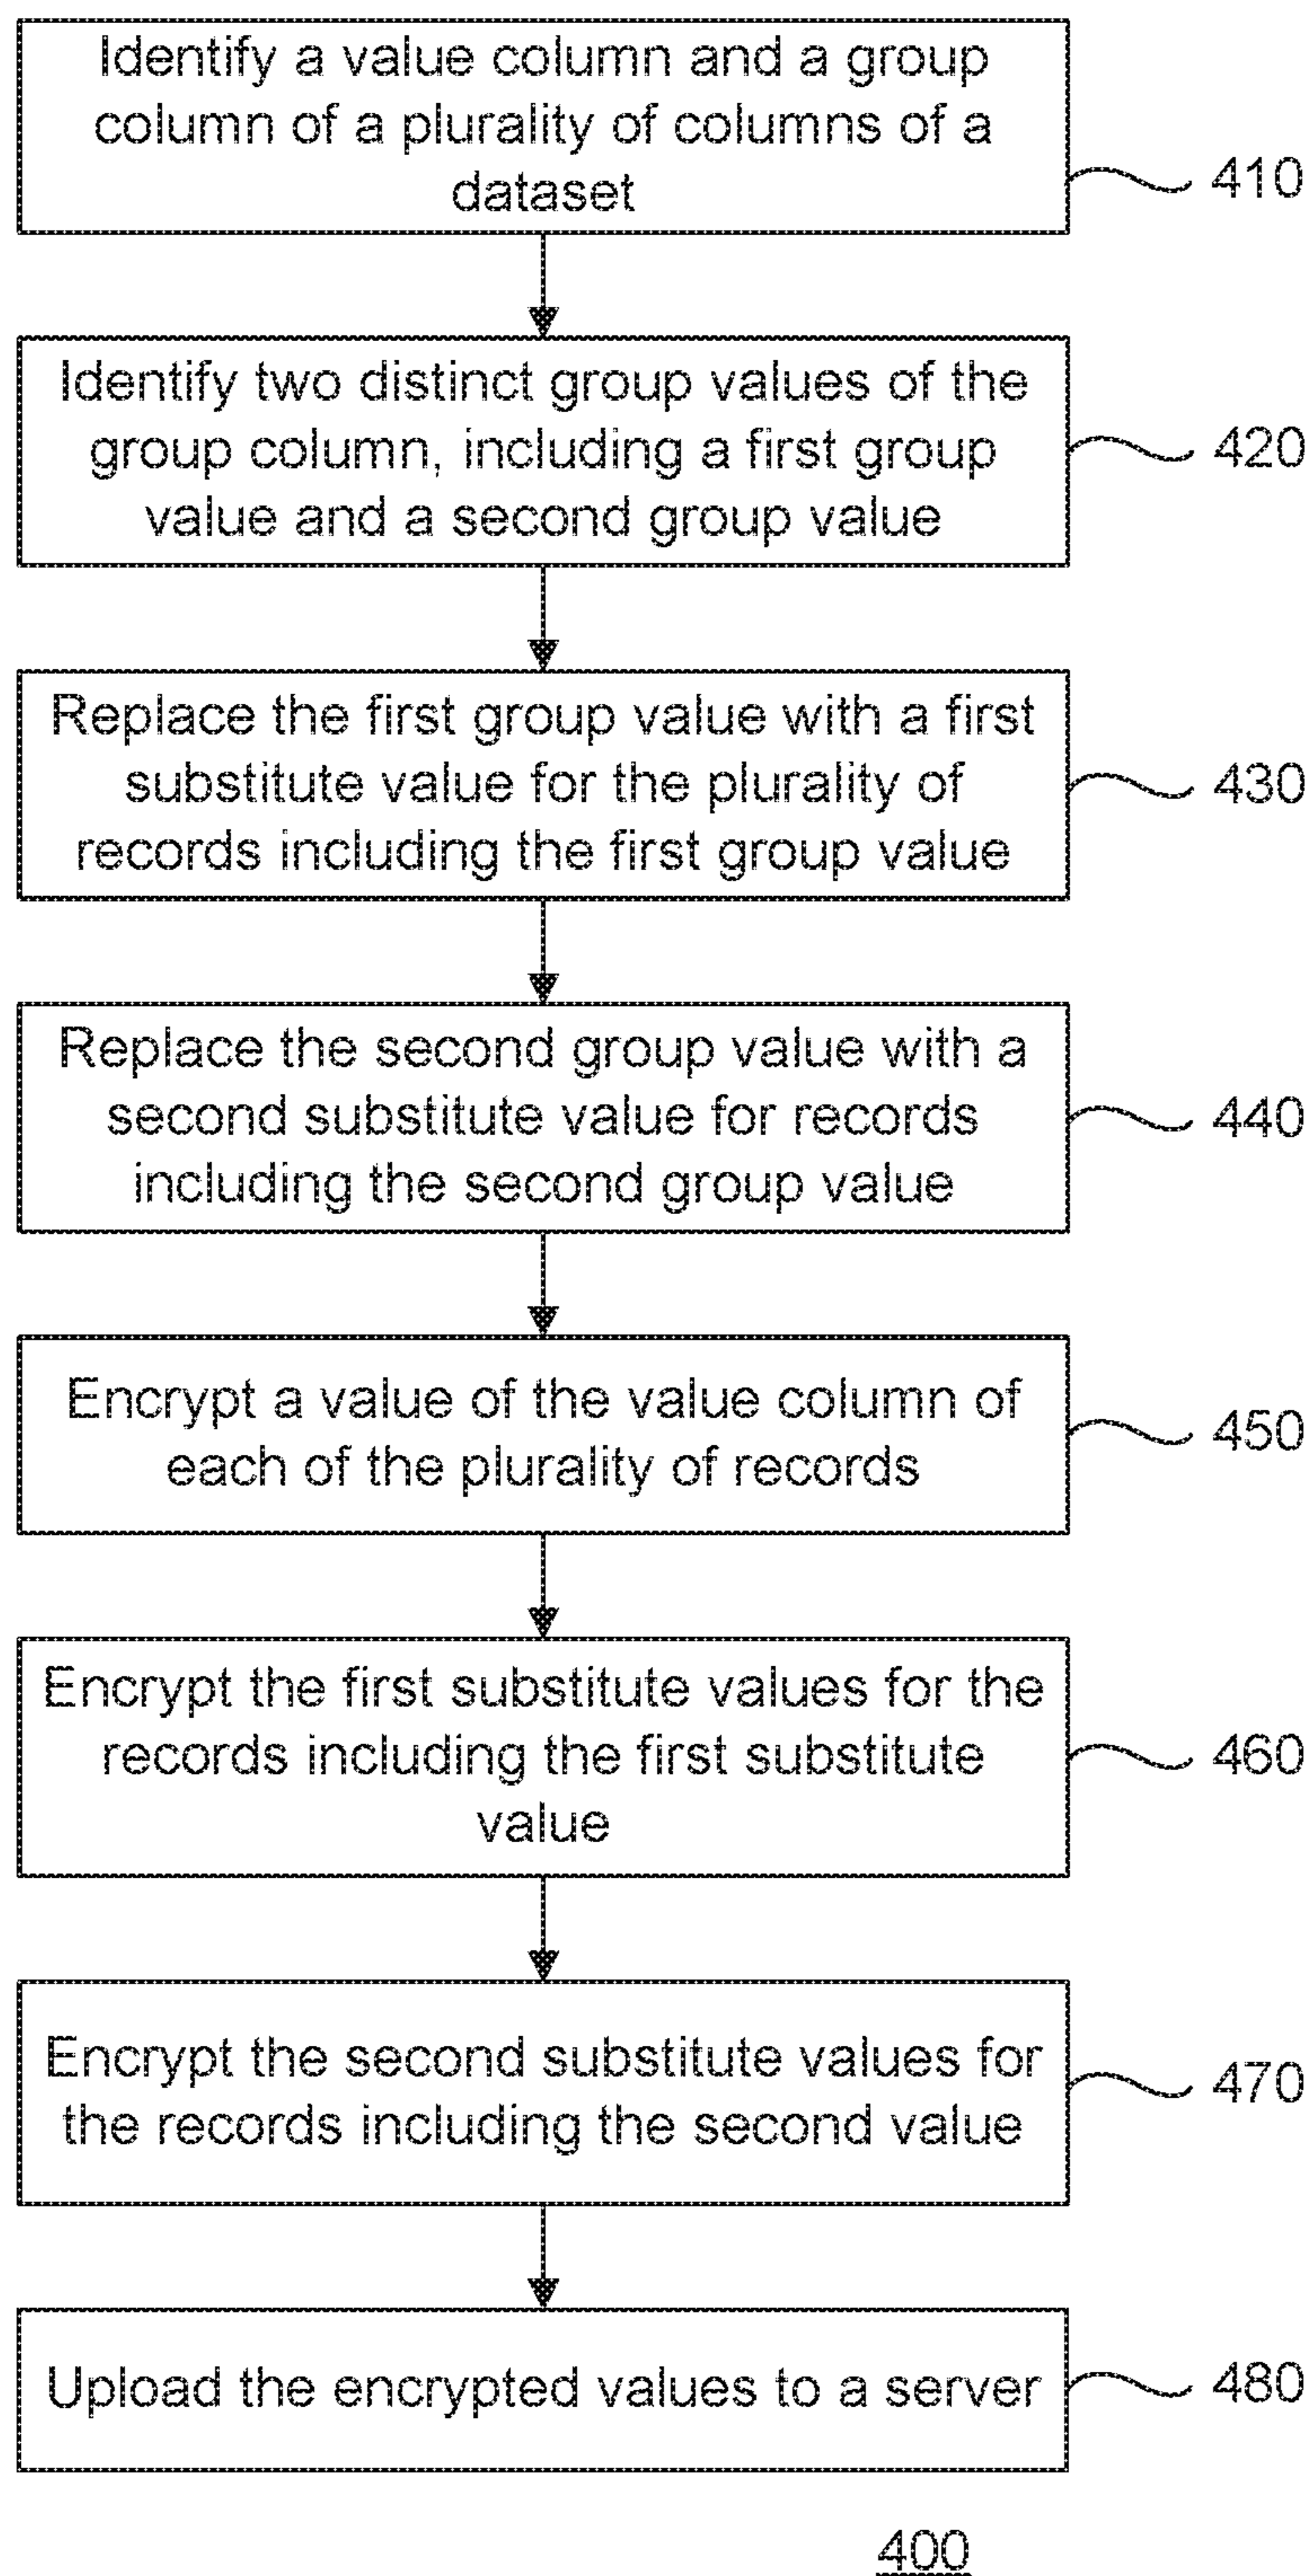 Identify a value column and a group
column of a plurality of columns of a
dataset
410
Identify two distinct group values of the
group column, including a first group
value and a second group value
420
Replace the first group value with a first
substitute value for the plurality of
records including the first group value
430
Replace the second group value with a
second substitute value for records
including the second group value
440
Encrypt a value of the value column of
each of the plurality of records
450
Encrypt the first substitute values for the
records including the first substitute
value
460
Encrypt the second substitute values for
the records including the second value
470
Upload the encrypted values to a server
480
400